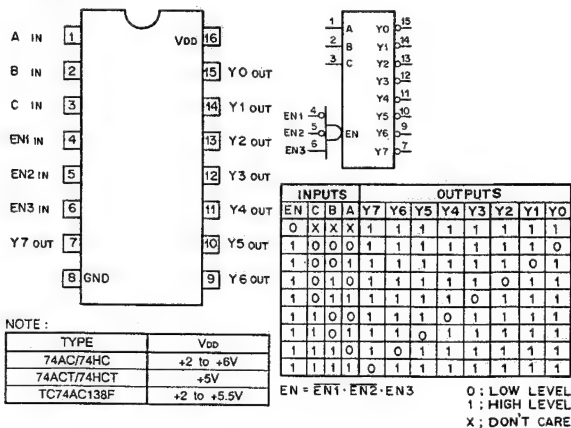 A IN 1
B IN 2
C IN 3
EN1 IN 4
EN2 IN 5
EN3 IN 6
Y7 OUT 7
8 GND
VDD 16
15 Y0 OUT
14 Y1 OUT
13 Y2 OUT
12 Y3 OUT
11 Y4 OUT
10 Y5 OUT
9 Y6 OUT
1 A Y0 15
2 B Y1 14
3 C Y2 13
Y3 12
Y4 11
EN1 4 Y5 10
EN2 5 EN Y6 9
EN3 6 Y7 7
INPUTS OUTPUTS
EN C B A Y7 Y6 Y5 Y4 Y3 Y2 Y1 Y0
0 X X X 1 1 1 1 1 1 1 1
1 0 0 0 1 1 1 1 1 1 1 0
1 0 0 1 1 1 1 1 1 1 0 1
1 0 1 0 1 1 1 1 1 0 1 1
1 0 1 1 1 1 1 1 0 1 1 1
1 1 0 0 1 1 1 0 1 1 1 1
1 1 0 1 1 1 0 1 1 1 1 1
1 1 1 0 1 0 1 1 1 1 1 1
1 1 1 1 0 1 1 1 1 1 1 1
EN = EN1 · EN2 · EN3
0 ; LOW LEVEL
1 ; HIGH LEVEL
X ; DON'T CARE
NOTE :
TYPE VDD
74AC/74HC +2 to +6V
74ACT/74HCT +5V
TC74AC138F +2 to +5.5V